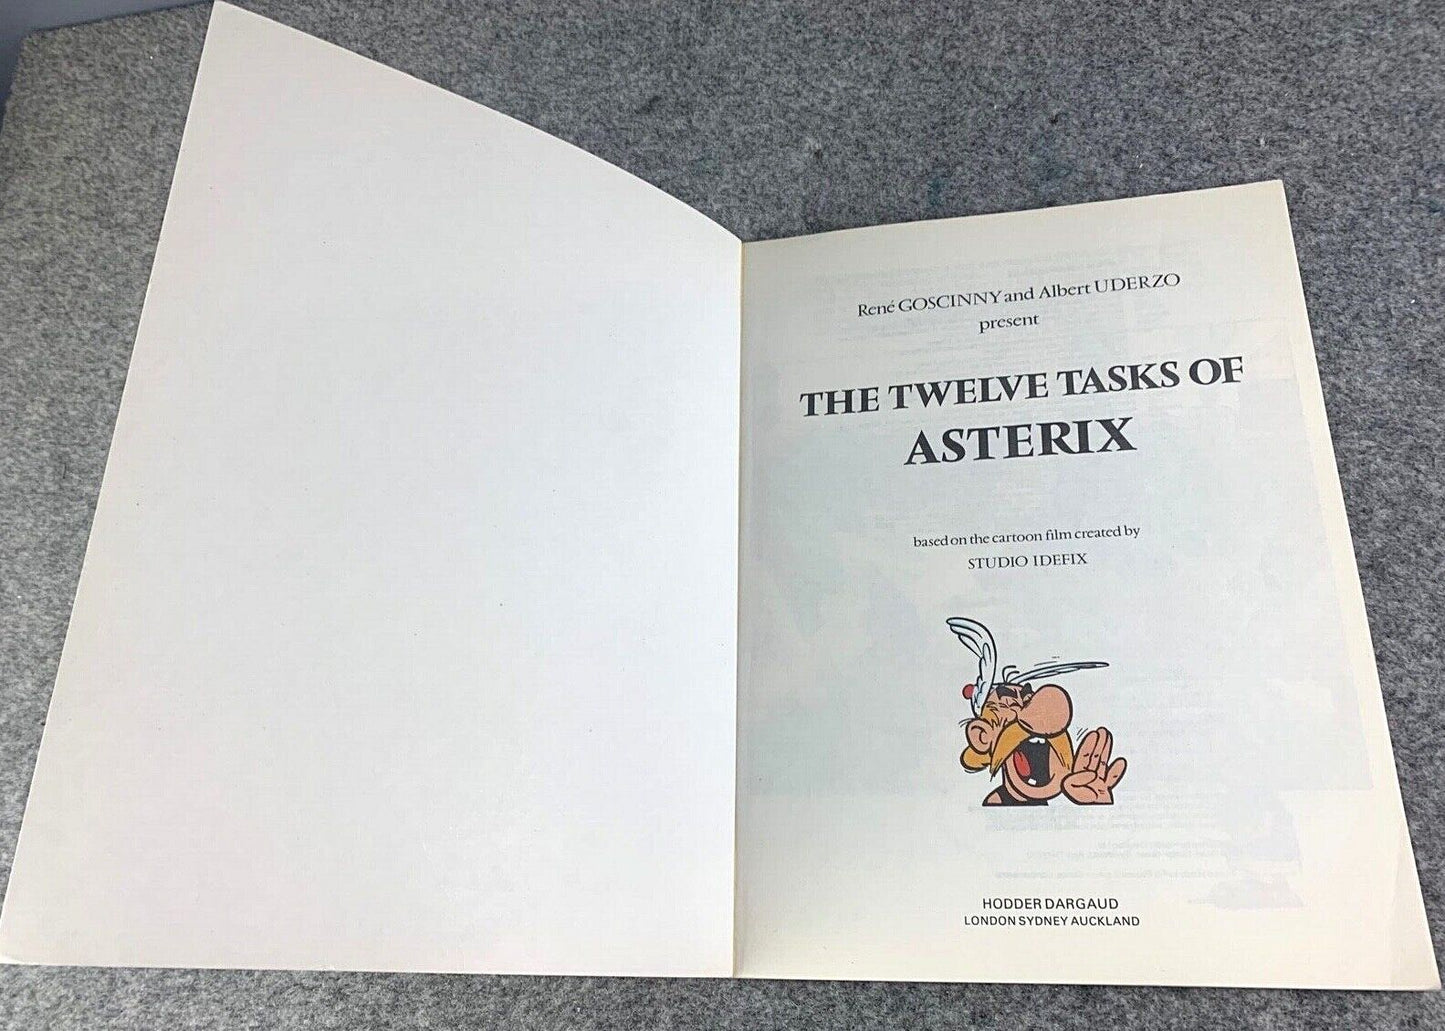 René GOSCINNY and Albert UDERZO
present
THE TWELVE TASKS OF
ASTERIX
based on the cartoon film created by
STUDIO IDEFIX
HODDER DARGAUD
LONDON SYDNEY AUCKLAND